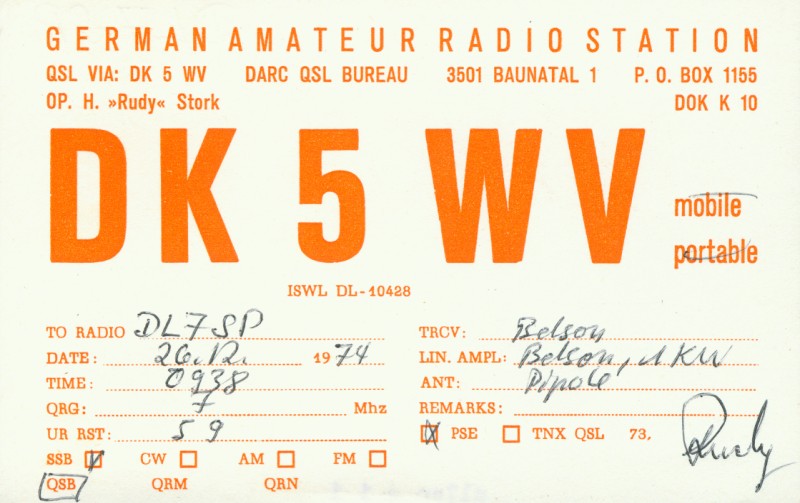 GERMAN AMATEUR RADIO STATION
QSL VIA: DK 5 WV DARC QSL BUREAU 3501 BAUNATAL 1 P. O. BOX 1155
OP. H. »Rudy« Stork DOK K 10
DK 5 WV
mobile
portable
ISWL DL-10428
TO RADIO DL7SP
DATE: 26.12. 1974
TIME: 0938
QRG: 7 Mhz
UR RST: 59
SSB CW AM FM
QSB QRM QRN
TRCV: Belson
LIN. AMPL: Belson, 1 KW
ANT: Dipole
REMARKS:
PSE TNX QSL 73,
Rudy